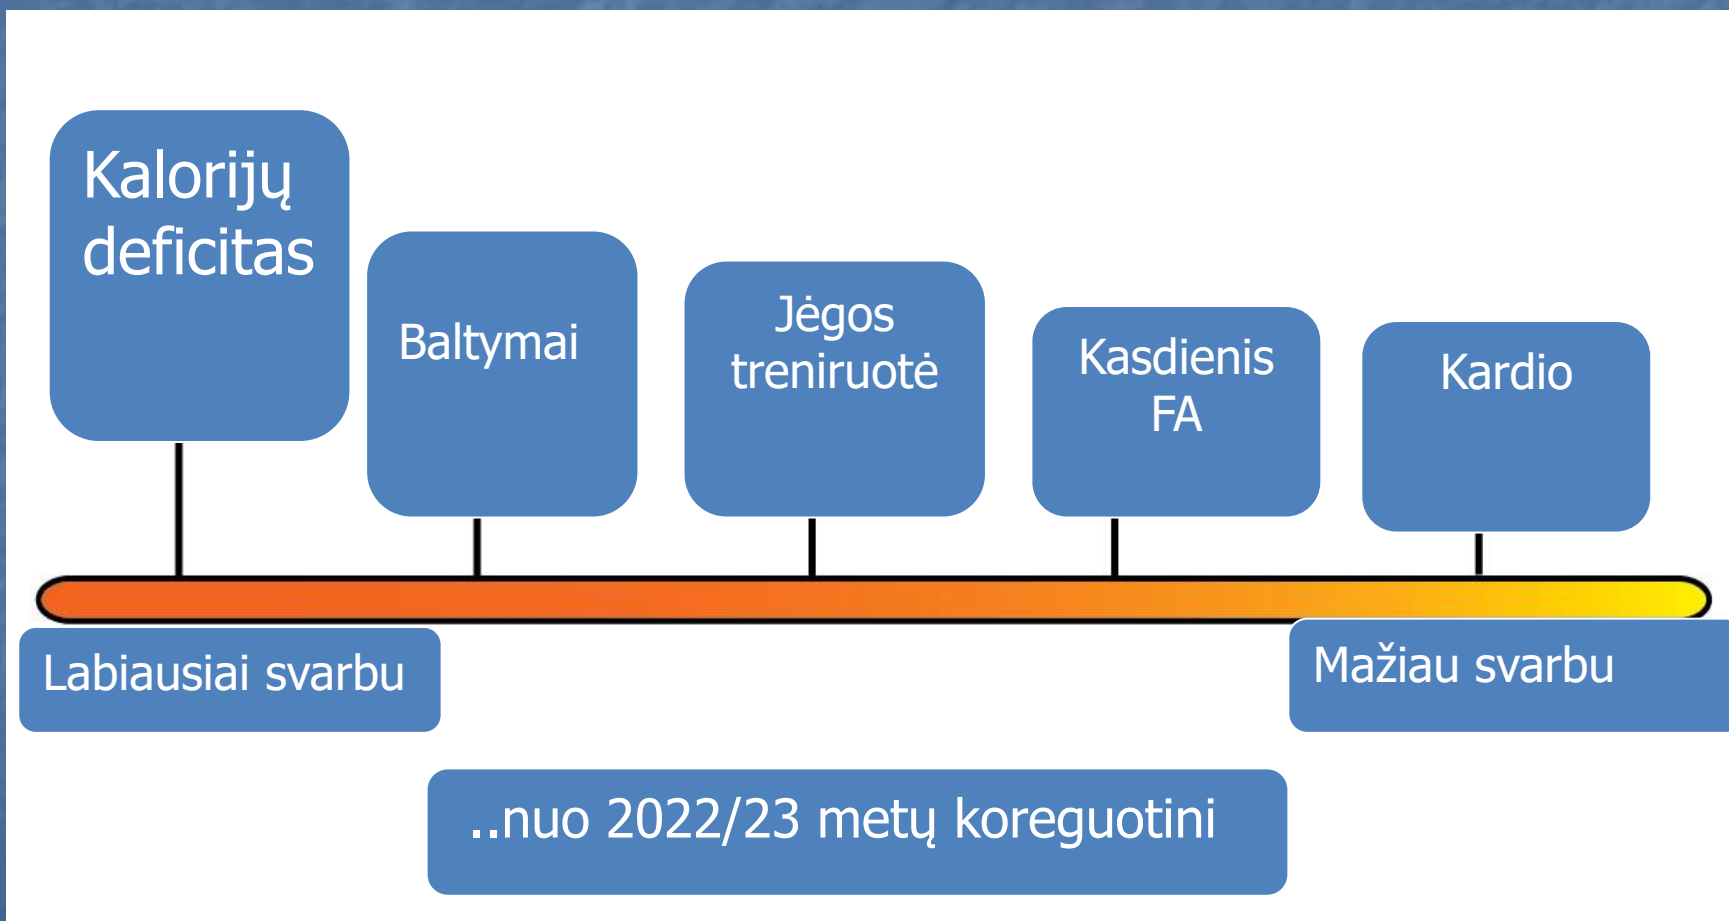 Kalorijų
deficitas
Baltymai
Jėgos
treniruotė
Kasdienis
FA
Kardio
Labiausiai svarbu
Mažiau svarbu
..nuo 2022/23 metų koreguotini